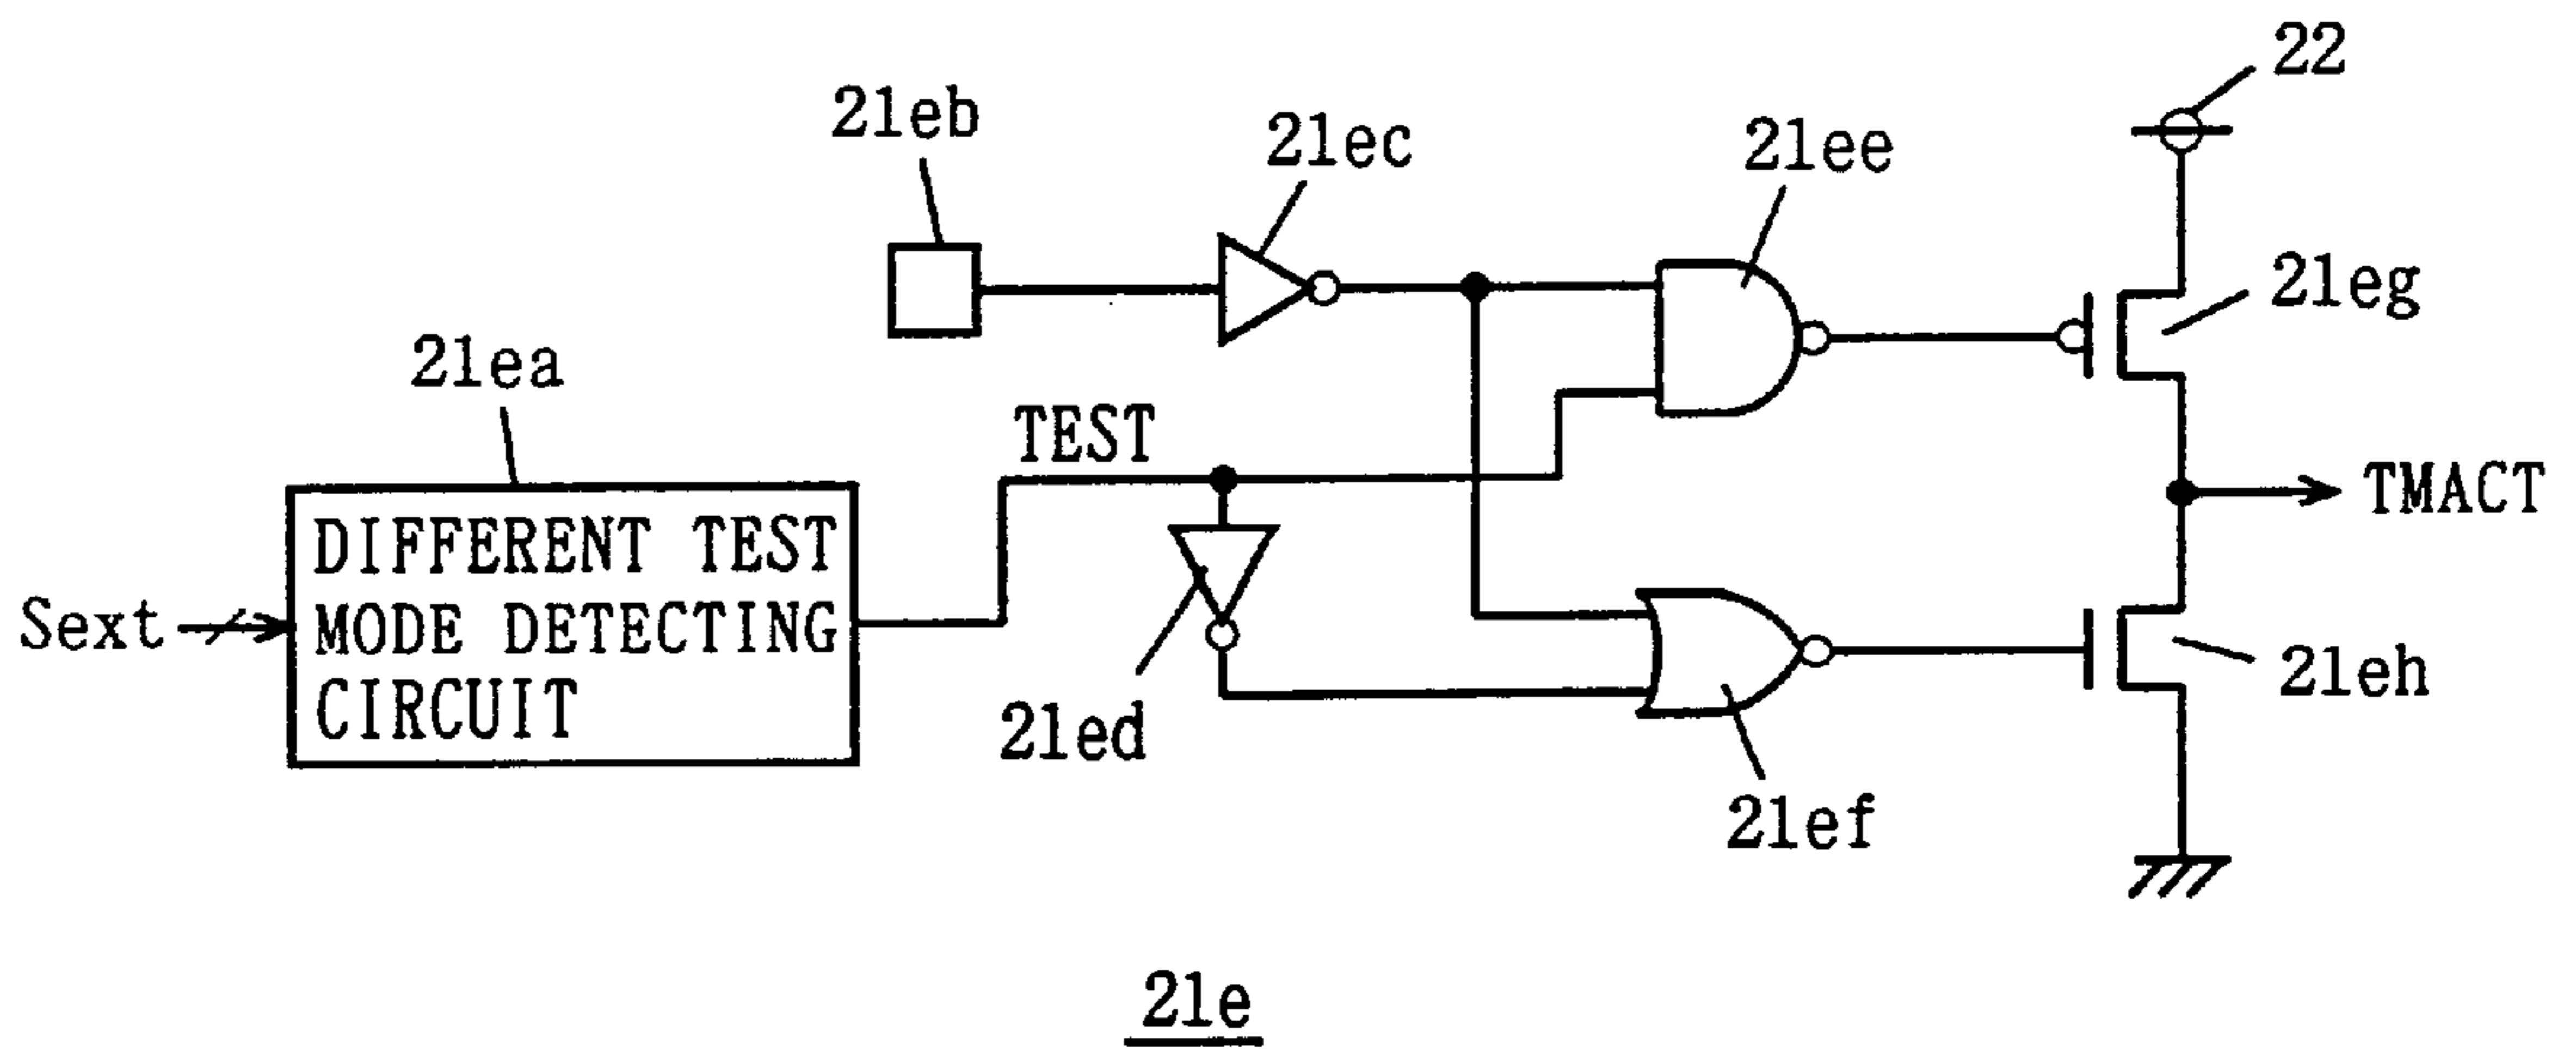 22
21eb
21ec
21ee
21eg
21ea
TEST
TMACT
DIFFERENT TEST
MODE DETECTING
CIRCUIT
Sext
21ed
21eh
21ef
21e